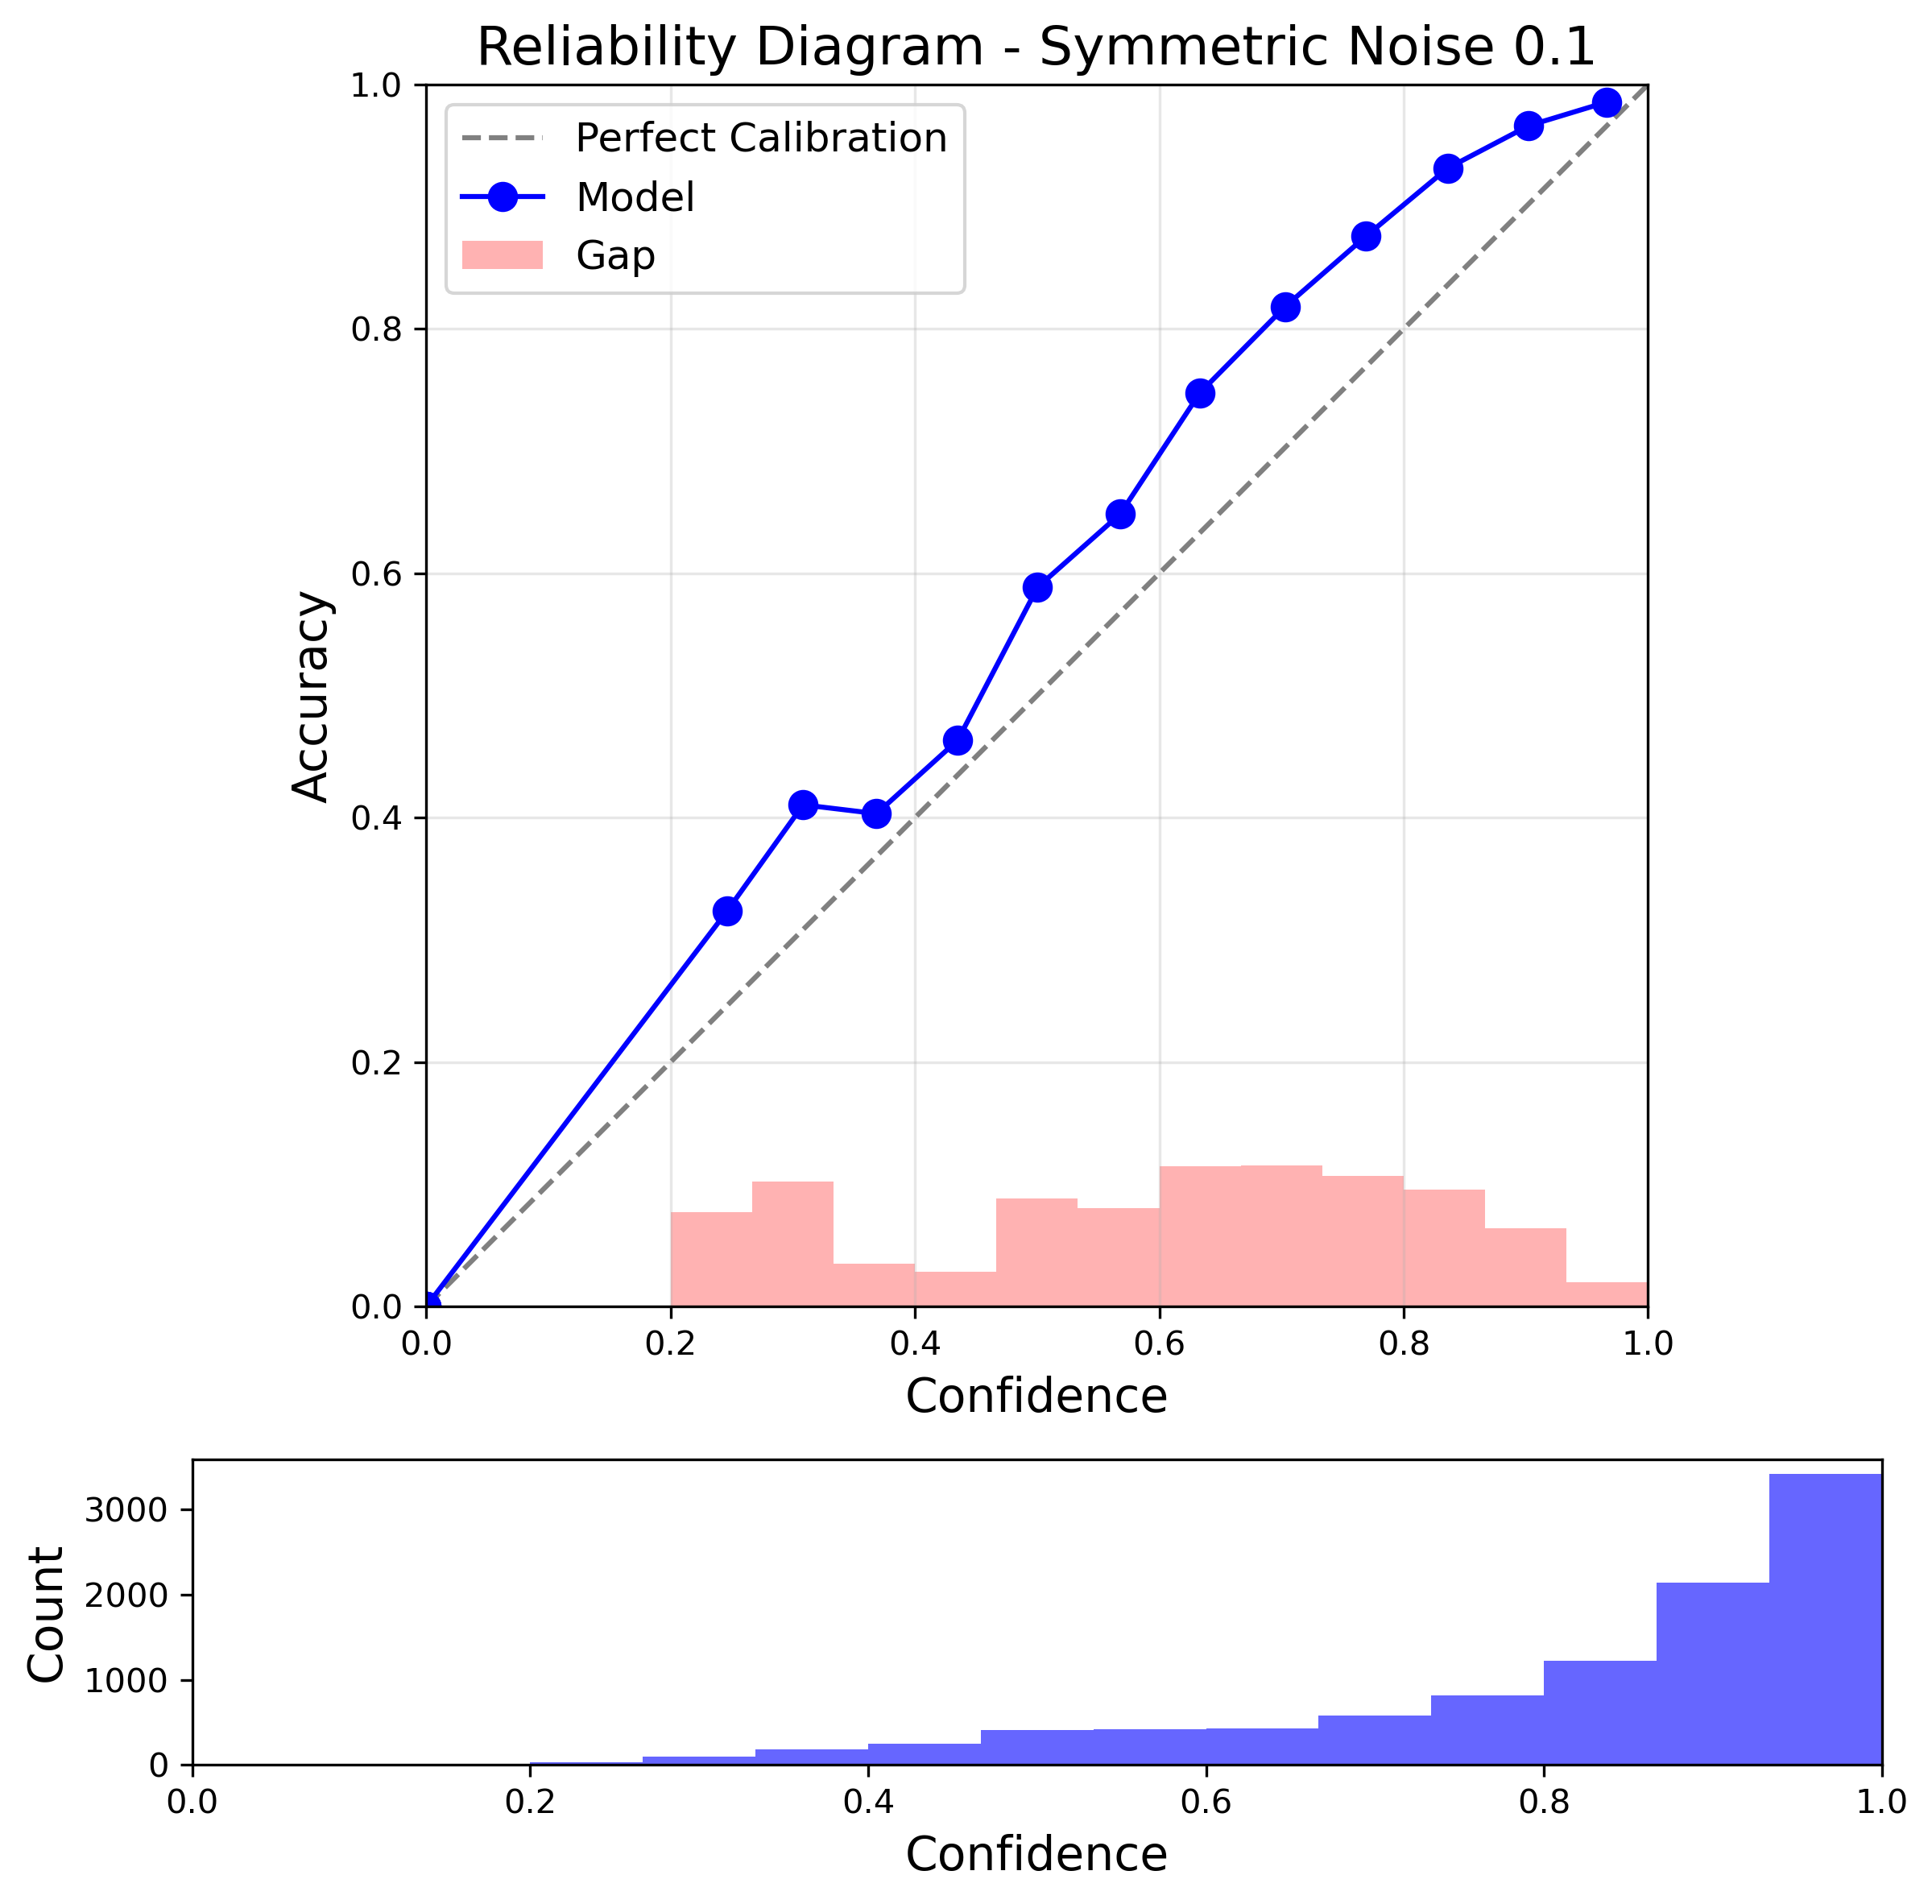 Reliability Diagram - Symmetric Noise 0.1
Perfect Calibration
Model
Gap
1.0
0.8
0.6
0.4
0.2
0.0
Accuracy
0.0 0.2 0.4 0.6 0.8 1.0
Confidence
3000
2000
1000
0
Count
0.0 0.2 0.4 0.6 0.8 1.0
Confidence